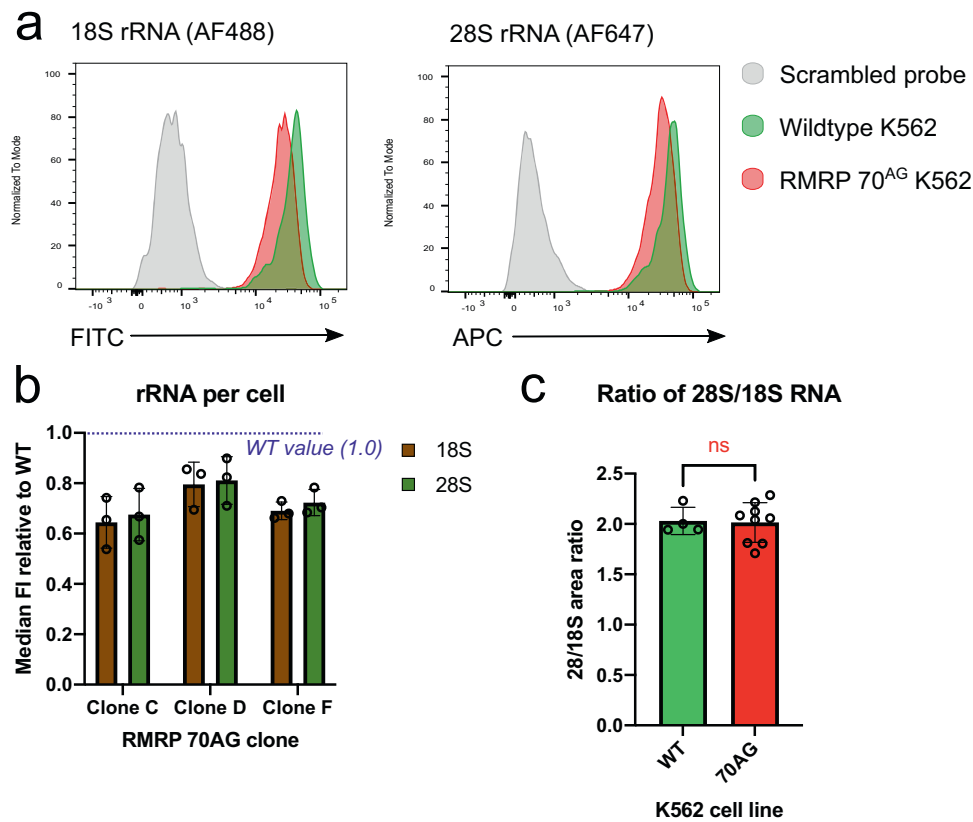 a
18S rRNA (AF488)
28S rRNA (AF647)
Normalized To Mode
100
80
60
40
20
0
-10 3
0
10 3
10 4
10 5
FITC
Normalized To Mode
100
80
60
40
20
0
-10 3
0
10 3
10 4
10 5
APC
Scrambled probe
Wildtype K562
RMRP 70AG K562
b
rRNA per cell
Median FI relative to WT
1.0
0.8
0.6
0.4
0.2
0.0
WT value (1.0)
18S
28S
Clone C Clone D Clone F
RMRP 70AG clone
c
Ratio of 28S/18S RNA
ns
28/18S area ratio
2.5
2.0
1.5
1.0
0.5
0.0
WT
70AG
K562 cell line